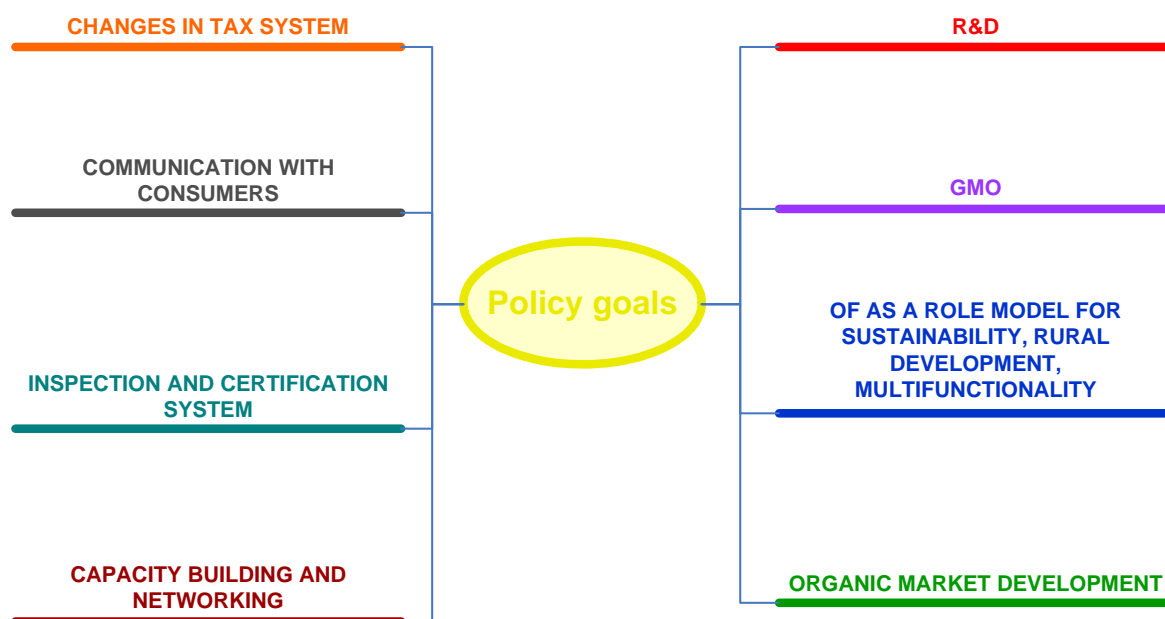 CHANGES IN TAX SYSTEM
COMMUNICATION WITH
CONSUMERS
INSPECTION AND CERTIFICATION
SYSTEM
CAPACITY BUILDING AND
NETWORKING
Policy goals
R&D
GMO
OF AS A ROLE MODEL FOR
SUSTAINABILITY, RURAL
DEVELOPMENT,
MULTIFUNCTIONALITY
ORGANIC MARKET DEVELOPMENT